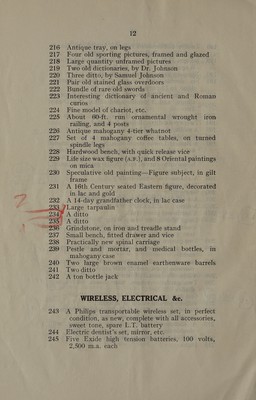 12
216 Antique tray, on legs
217 Four old sporting pictures, framed and glazed
218 Large quantity unframed pictures
219 Two old dictionaries, by Dr. Johnson
220 Three ditto, by Samuel Johnson
221 Pair old stained glass overdoors
222 Bundle of rare old swords
223 Interesting dictionary of ancient and Roman
curios
224 Fine model of chariot, etc.
225 About 60-ft. run ornamental wrought iron
railing, and 4 posts
226 Antique mahogany 4-tier whatnot
227 Set of 4 mahogany coffee tables, on turned
spindle legs
228 Hardwood bench, with quick release vice
229 Life size wax figure (A.F.), and 8 Oriental paintings
on mica
230 Speculative old painting—Figure subject, in gilt
frame
231 A 16th Century seated Eastern figure, decorated
in lac and gold
232 A 14-day grandfather clock, in lac case
233 Large tarpaulin
234 A ditto
235 A ditto
236 Grindstone, on iron and treadle stand
237 Small bench, fitted drawer and vice
238 Practically new spinal carriage
239 Pestle and mortar, and medical bottles, in
mahogany case
240 Two large brown enamel earthenware barrels
241 Two ditto
242 A ton bottle jack
WIRELESS, ELECTRICAL &c.
243 A Philips transportable wireless set, in perfect
condition, as new, complete with all accessories,
sweet tone, spare L.T. battery
244 Electric dentist's set, mirror, etc.
245 Five Exide high tension batteries, 100 volts,
2,500 m.a. each